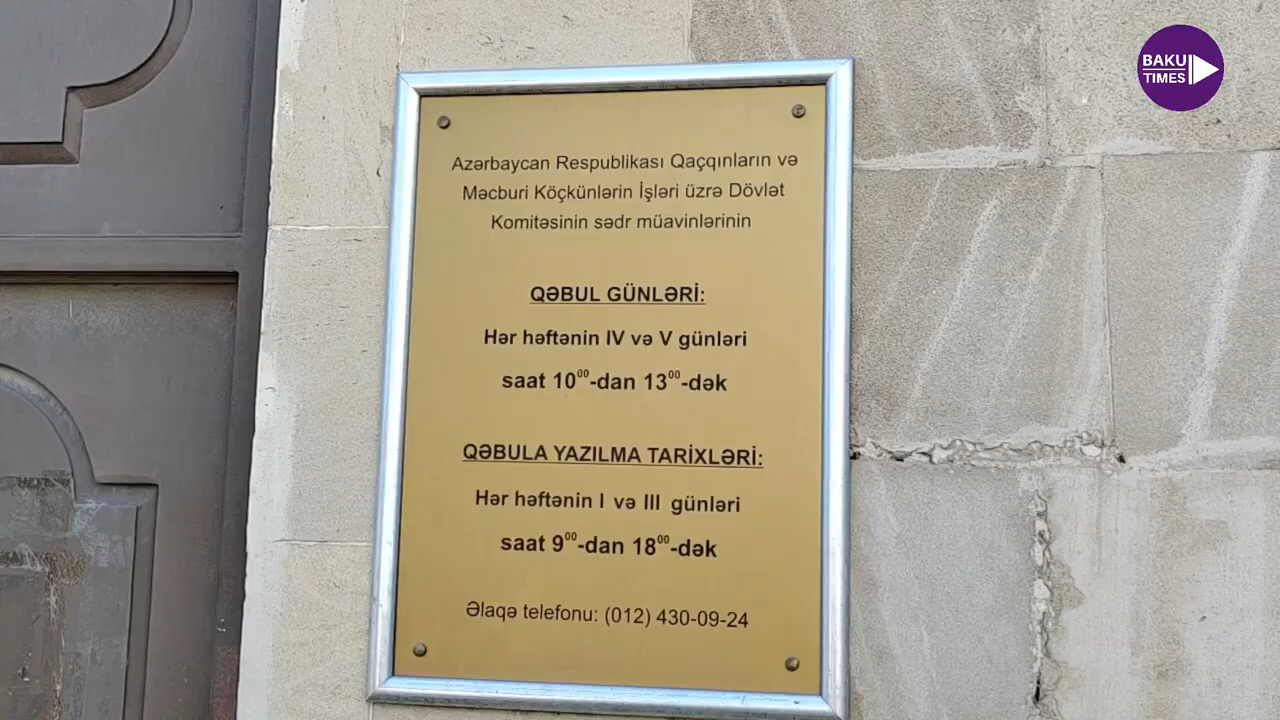 BAKU
TIMES
Azərbaycan Respublikası Qaçqınların və
Məcburi Köçkünlərin İşləri üzrə Dövlət
Komitəsinin sədr müavinlərinin
QƏBUL GÜNLƏRİ:
Hər həftənin IV və V günləri
saat 10⁰⁰-dan 13⁰⁰-dək
QƏBULA YAZILMA TARİXLƏRİ:
Hər həftənin I və III günləri
saat 9⁰⁰-dan 18⁰⁰-dək
Əlaqə telefonu: (012) 430-09-24